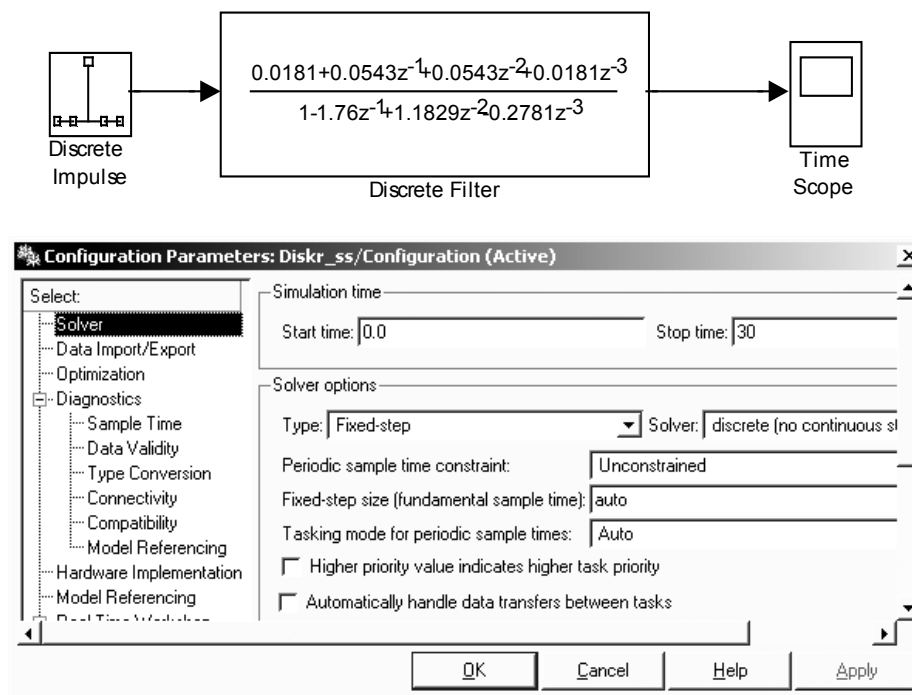 0.0181+0.0543z-1+0.0543z-2+0.0181z-3
1-1.76z-1+1.1829z-2-0.2781z-3
Discrete
Impulse
Discrete Filter
Time
Scope
Configuration Parameters: Diskr_ss/Configuration (Active)
Select:
Solver
Data Import/Export
Optimization
Diagnostics
Sample Time
Data Validity
Type Conversion
Connectivity
Compatibility
Model Referencing
Hardware Implementation
Model Referencing
Simulation time
Start time: 0.0 Stop time: 30
Solver options
Type: Fixed-step Solver: discrete (no continuous st
Periodic sample time constraint: Unconstrained
Fixed-step size (fundamental sample time): auto
Tasking mode for periodic sample times: Auto
Higher priority value indicates higher task priority
Automatically handle data transfers between tasks
OK Cancel Help Apply